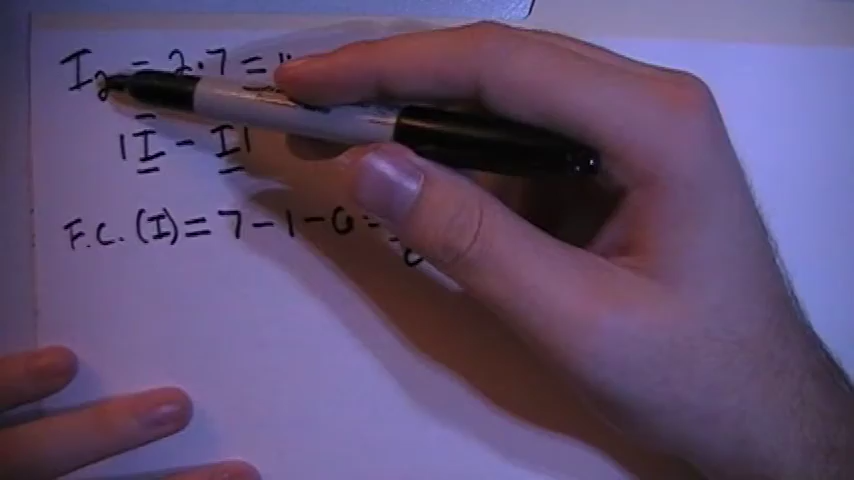 I₂ = 2·7 =
|I - I|
F.C. (I) = 7 - 1 - 6 =